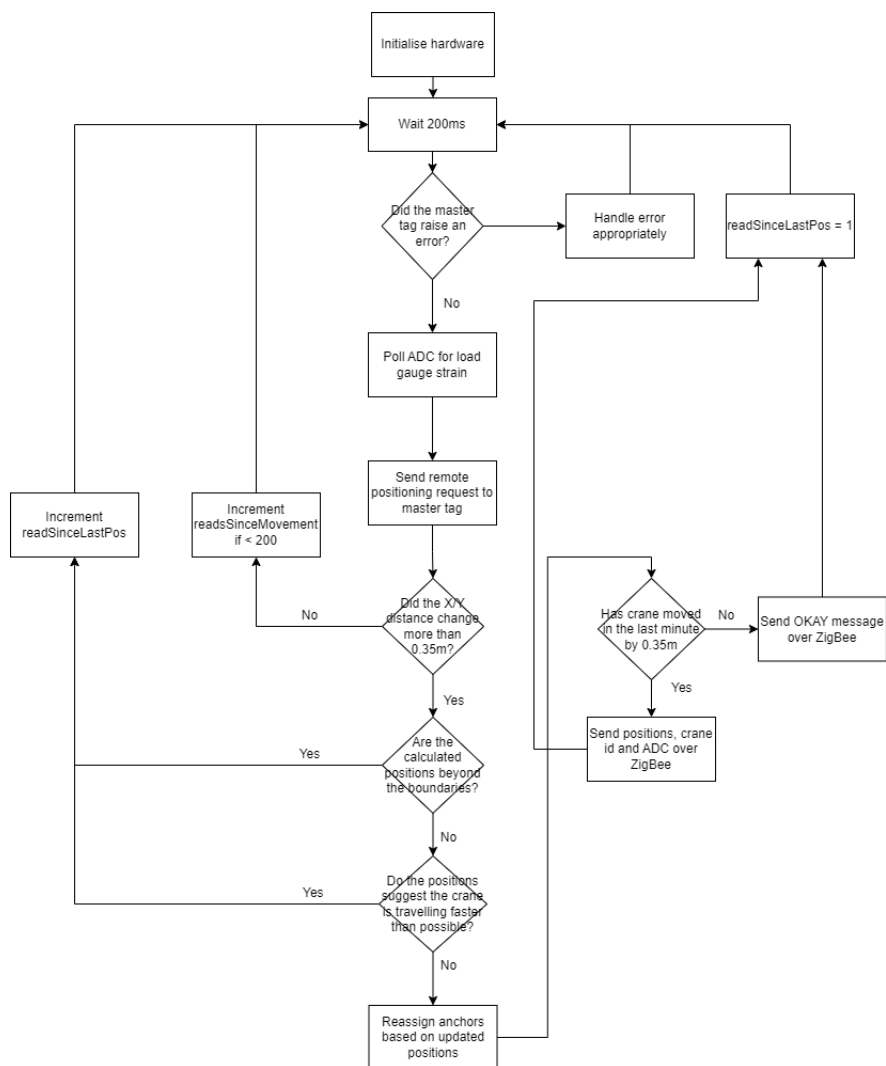 Initialise hardware
Wait 200ms
Did the master
tag raise an
error?
Handle error
appropriately
readSinceLastPos = 1
No
Poll ADC for load
gauge strain
Send remote
positioning request to
master tag
Increment
readSinceLastPos
Increment
readsSinceMovement
if < 200
Did the X/Y
distance change
more than
0.35m?
No
Yes
Has crane moved
in the last minute
by 0.35m
No
Send OKAY message
over ZigBee
Yes
Send positions, crane
id and ADC over
ZigBee
Are the
calculated
positions beyond
the boundaries?
Yes
No
Do the positions
suggest the crane
is travelling faster
than possible?
Yes
No
Reassign anchors
based on updated
positions